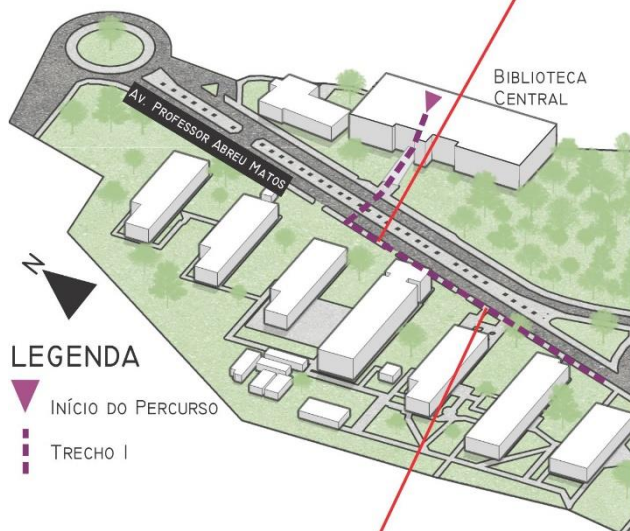 BIBLIOTECA
CENTRAL
AV. PROFESSOR ABREU MATOS
N
LEGENDA
INÍCIO DO PERCURSO
TRECHO I